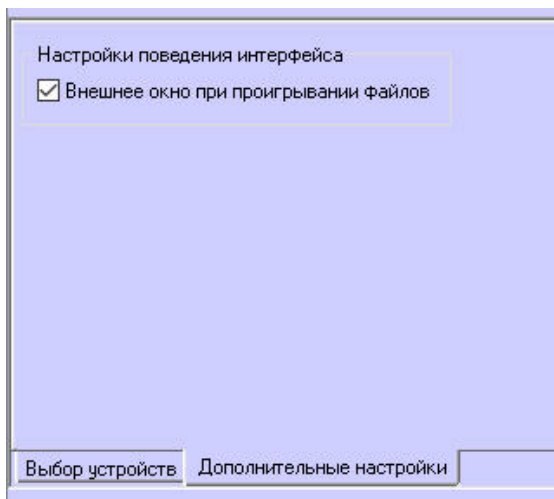 Настройки поведения интерфейса
Внешнее окно при проигрывании файлов
Выбор устройств
Дополнительные настройки